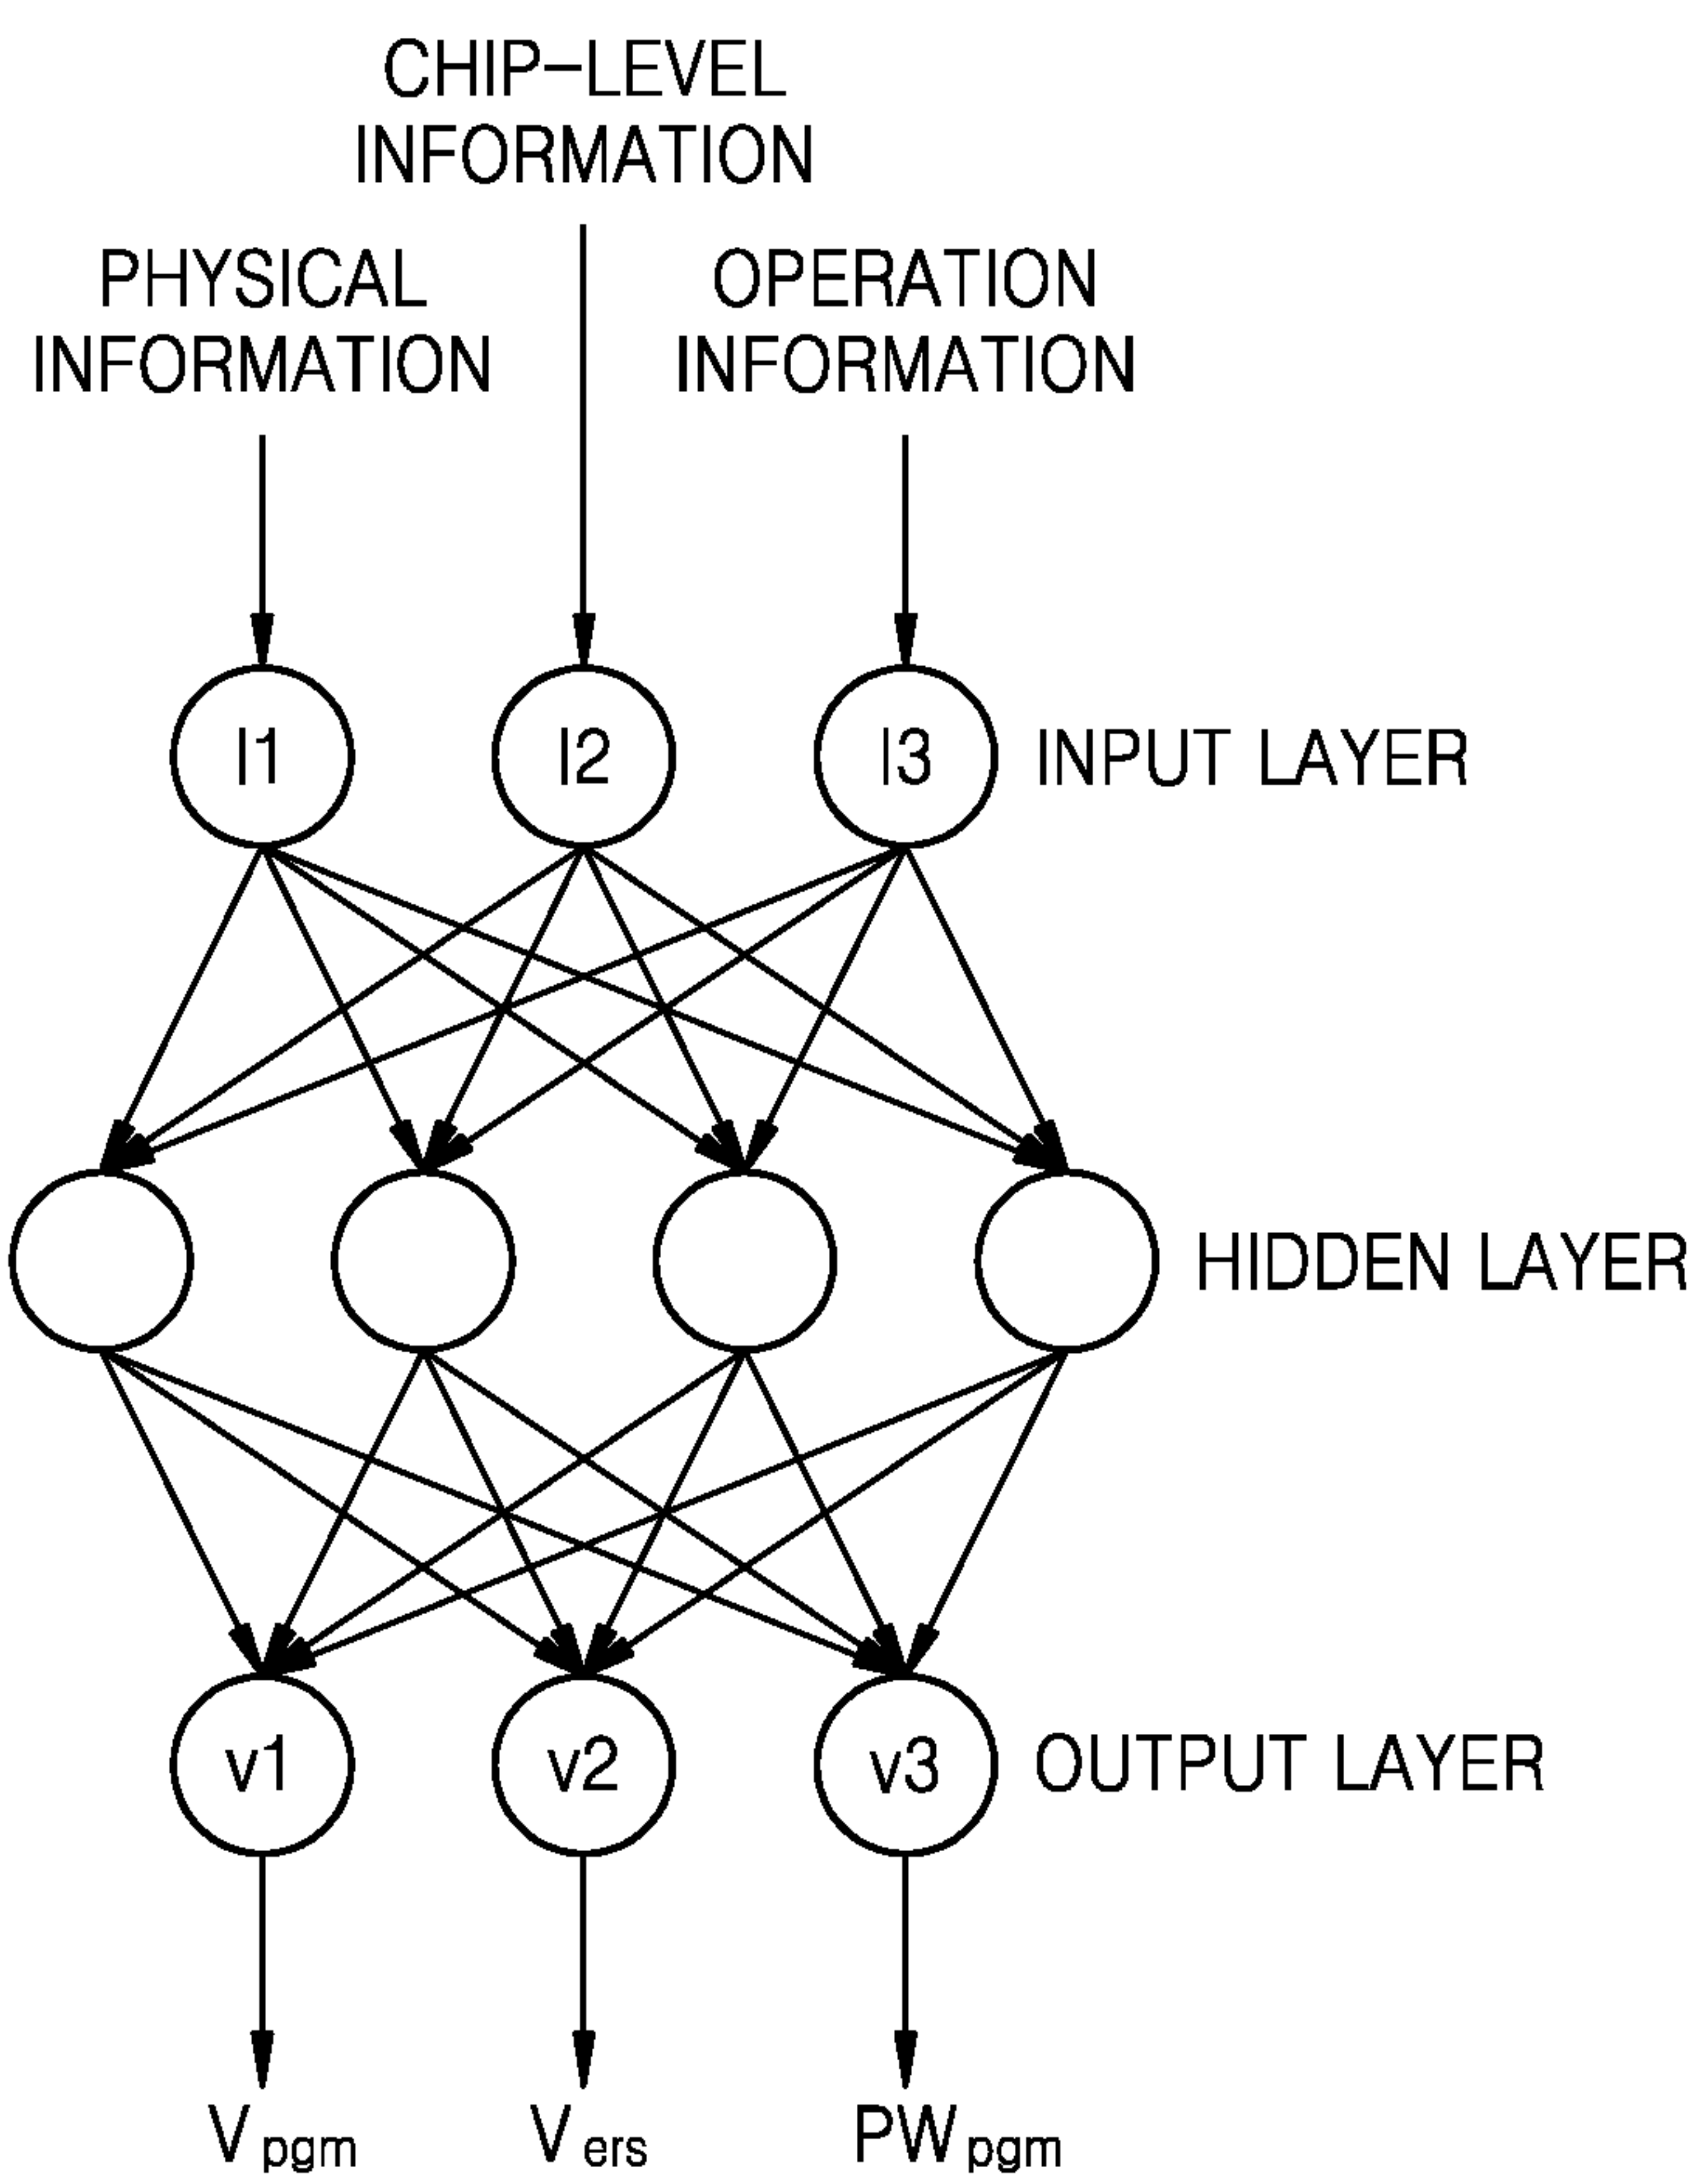 CHIP-LEVEL
INFORMATION
PHYSICAL
INFORMATION
OPERATION
INFORMATION
I1
I2
I3
INPUT LAYER
HIDDEN LAYER
v1
v2
v3
OUTPUT LAYER
Vpgm
Vers
PWpgm